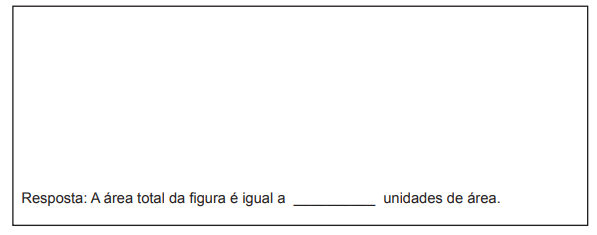 Resposta: A área total da figura é igual a __________ unidades de área.